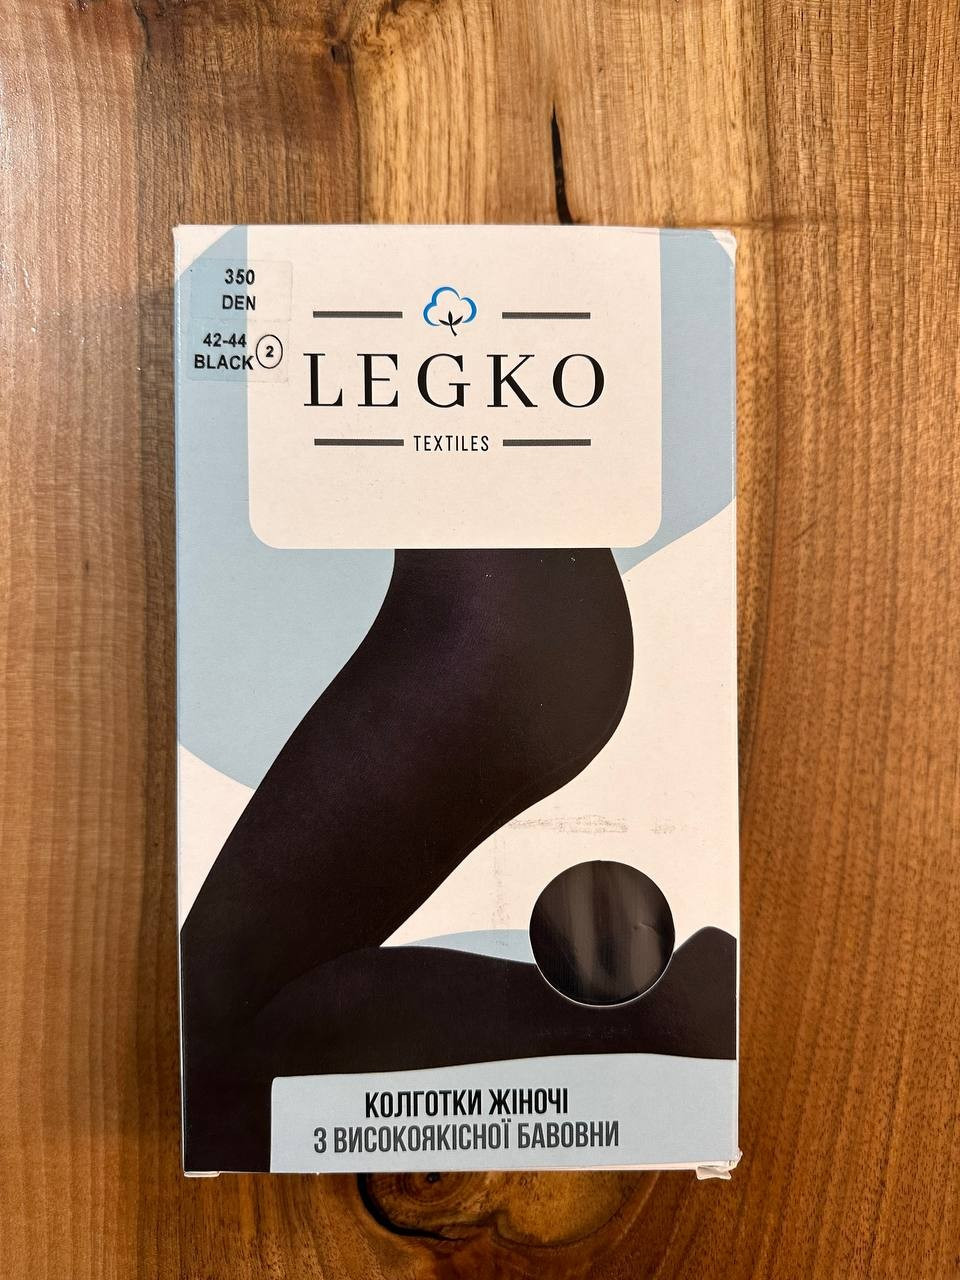 350
DEN
42-44
BLACK 2
LEGKO
TEXTILES
КОЛГОТКИ ЖІНОЧІ
З ВИСОКОЯКІСНОЇ БАВОВНИ